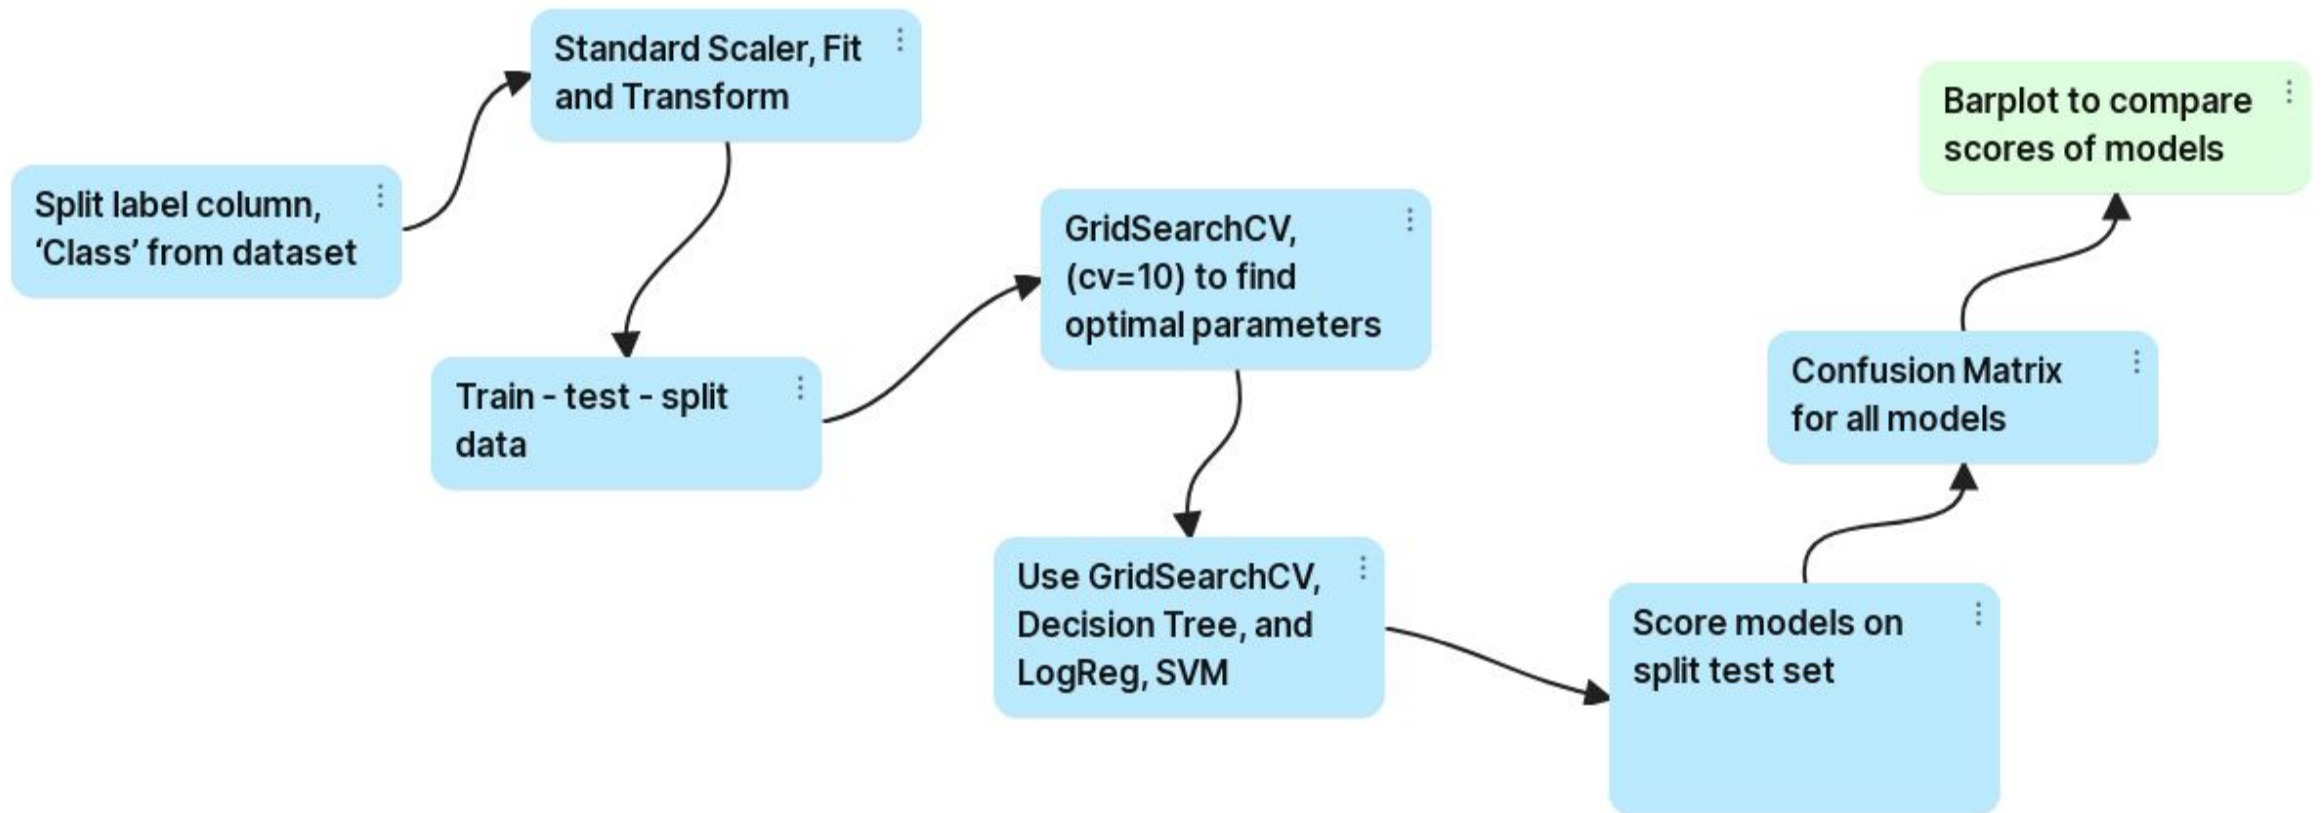 Split label column,
‘Class’ from dataset
Standard Scaler, Fit
and Transform
Train - test - split
data
GridSearchCV,
(cv=10) to find
optimal parameters
Use GridSearchCV,
Decision Tree, and
LogReg, SVM
Score models on
split test set
Confusion Matrix
for all models
Barplot to compare
scores of models